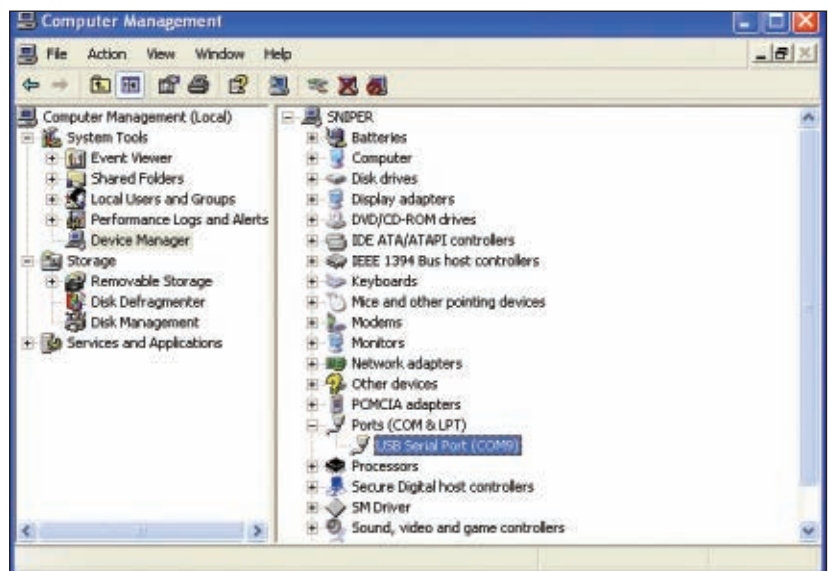 Computer Management
File Action View Window Help
Computer Management (Local)
System Tools
Event Viewer
Shared Folders
Local Users and Groups
Performance Logs and Alerts
Device Manager
Storage
Removable Storage
Disk Defragmenter
Disk Management
Services and Applications
SNIPER
Batteries
Computer
Disk drives
Display adapters
DVD/CD-ROM drives
IDE ATA/ATAPI controllers
IEEE 1394 Bus host controllers
Keyboards
Mice and other pointing devices
Modems
Monitors
Network adapters
Other devices
PCMCIA adapters
Ports (COM & LPT)
USB Serial Port (COM9)
Processors
Secure Digital host controllers
SM Driver
Sound, video and game controllers